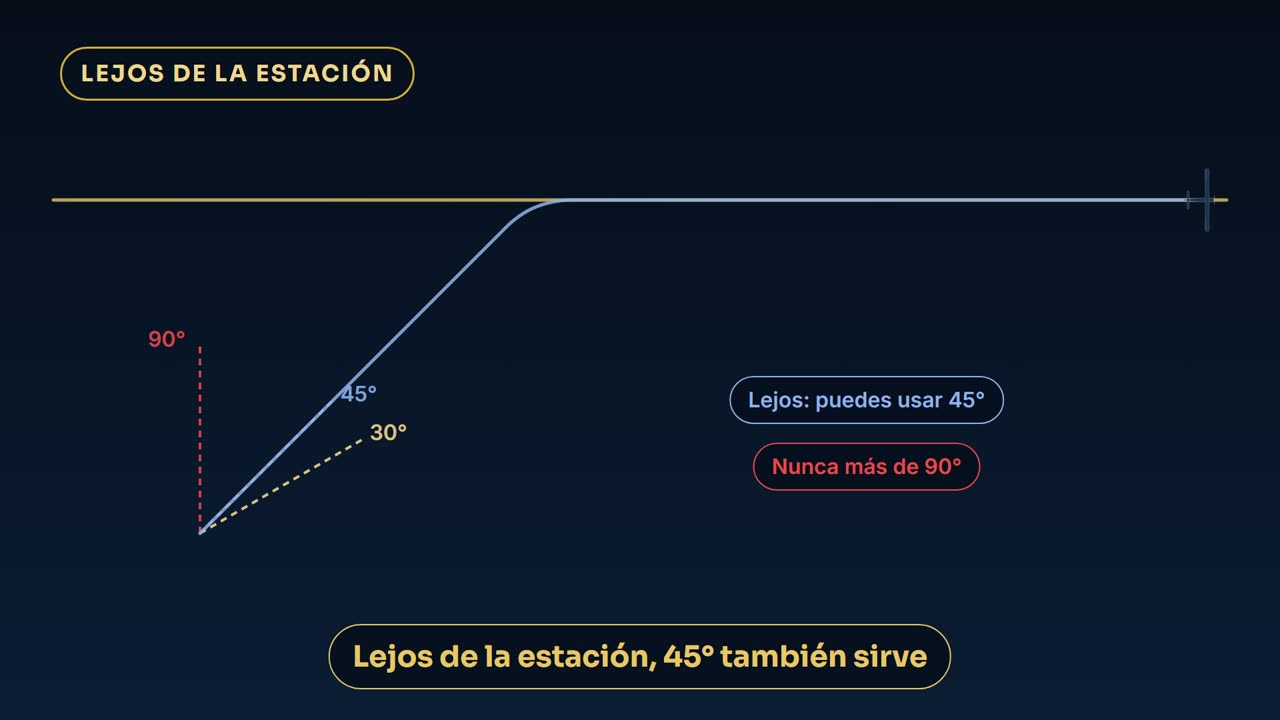 LEJOS DE LA ESTACIÓN
90°
45°
30°
Lejos: puedes usar 45°
Nunca más de 90°
Lejos de la estación, 45° también sirve